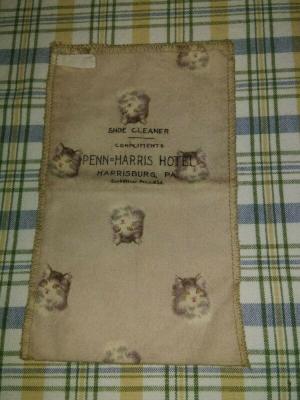 SHOE CLEANER
COMPLIMENTS
PENN-HARRIS HOTEL
HARRISBURG, PA.